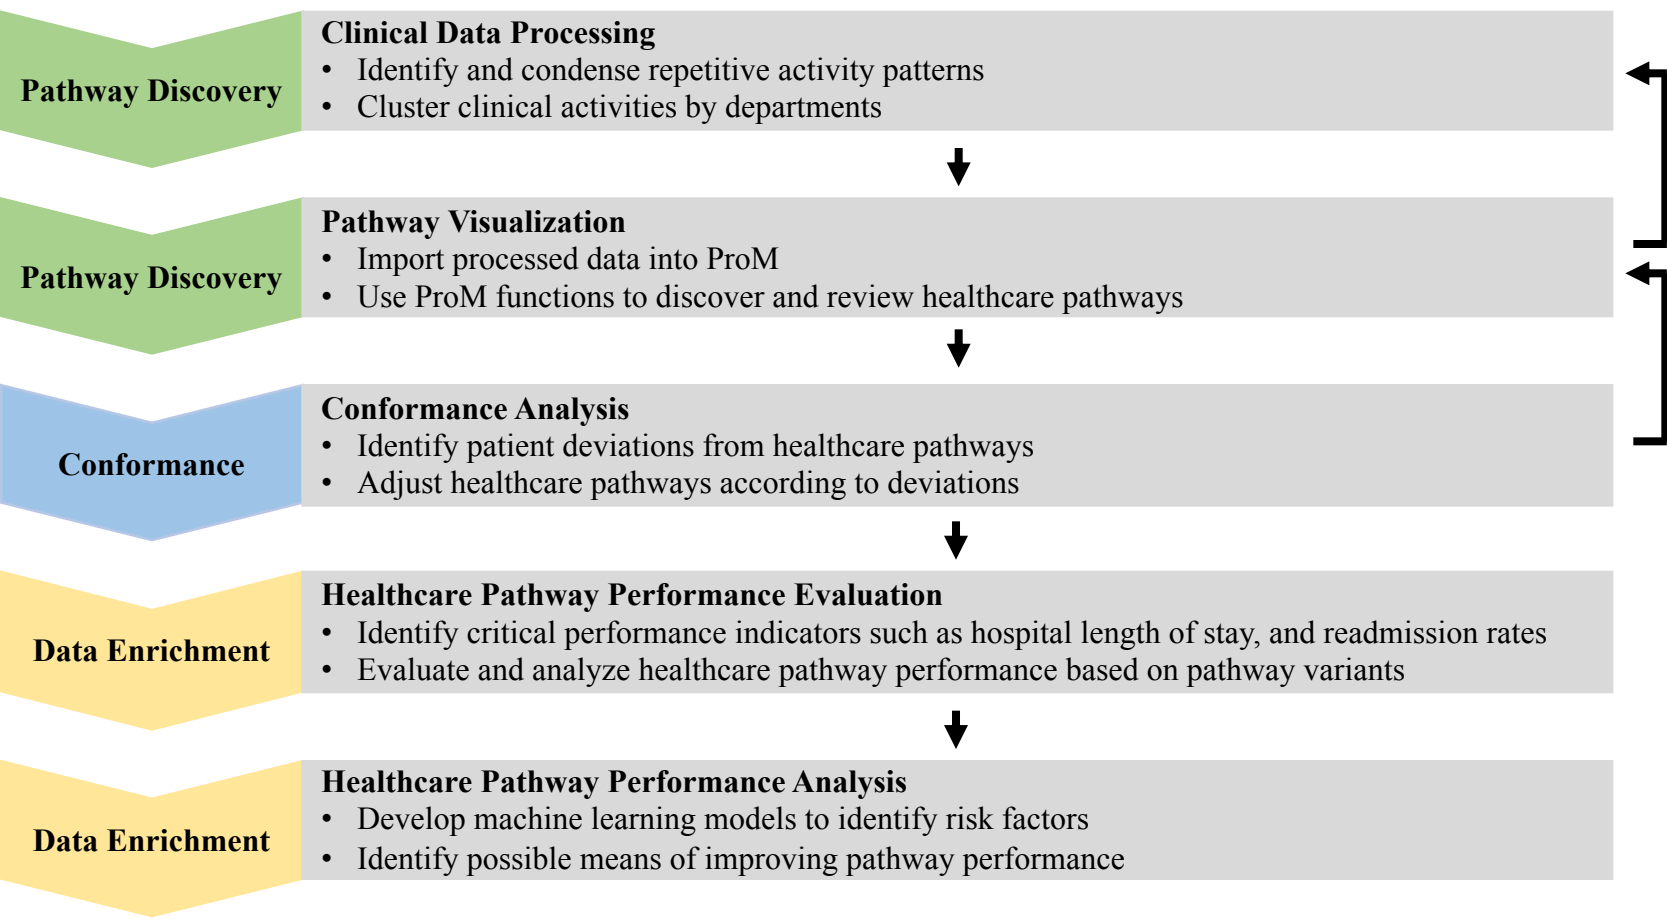 Pathway Discovery
Clinical Data Processing
• Identify and condense repetitive activity patterns
• Cluster clinical activities by departments
Pathway Discovery
Pathway Visualization
• Import processed data into ProM
• Use ProM functions to discover and review healthcare pathways
Conformance
Conformance Analysis
• Identify patient deviations from healthcare pathways
• Adjust healthcare pathways according to deviations
Data Enrichment
Healthcare Pathway Performance Evaluation
• Identify critical performance indicators such as hospital length of stay, and readmission rates
• Evaluate and analyze healthcare pathway performance based on pathway variants
Data Enrichment
Healthcare Pathway Performance Analysis
• Develop machine learning models to identify risk factors
• Identify possible means of improving pathway performance